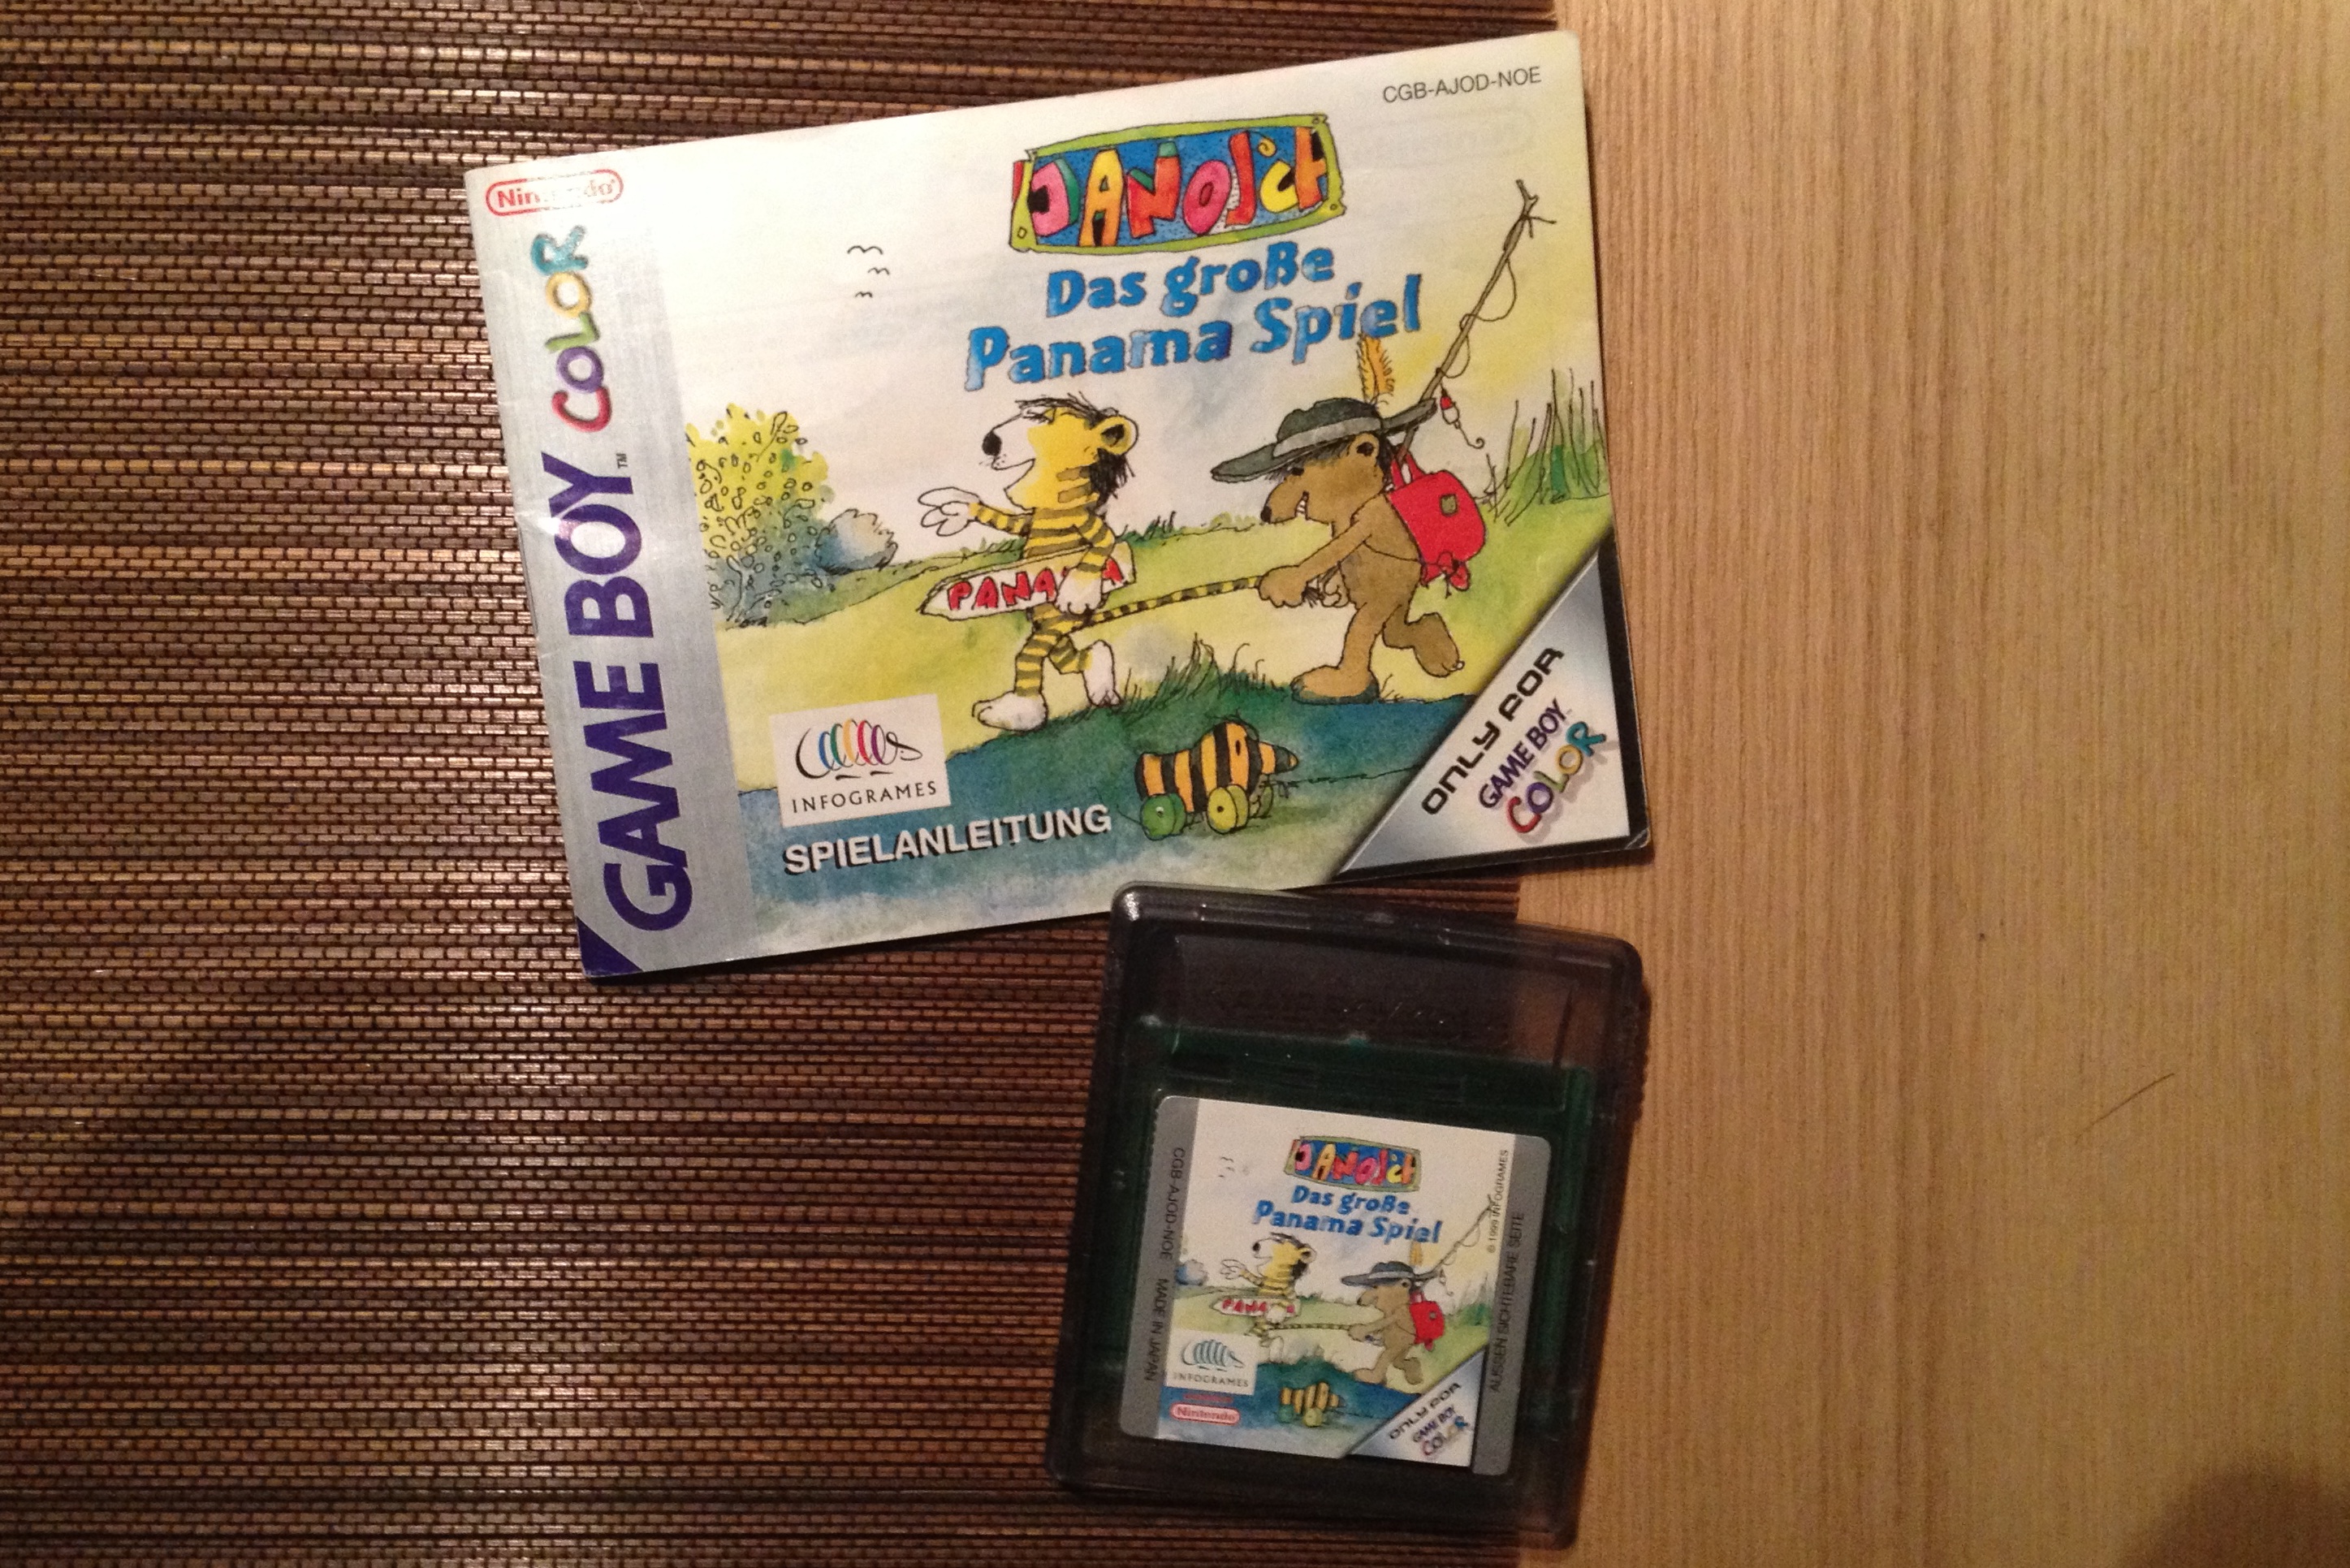 CGB-AJOD-NOE
Nintendo
GAME BOY COLOR
TM
JANOSCH
Das große
Panama Spiel
PANAMA
INFOGRAMES
SPIELANLEITUNG
ONLY FOR
GAME BOY
COLOR
JANOSCH
Das große
Panama Spiel
PANAMA
INFOGRAMES
Nintendo
ONLY FOR
GAME BOY
COLOR
CGB-AJOD-NOE MADE IN JAPAN
© 1999 INFOGRAMES
AUSSEN SICHTBARE SEITE